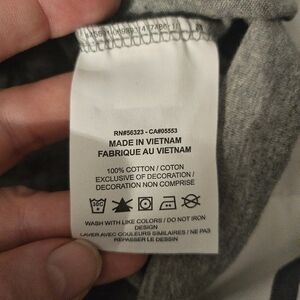 RN#56323 - CA#05553
MADE IN VIETNAM
FABRIQUE AU VIETNAM
100% COTTON / COTON
EXCLUSIVE OF DECORATION /
DECORATION NON COMPRISE
WASH WITH LIKE COLORS / DO NOT IRON
DESIGN
LAVER AVEC COULEURS SIMILAIRES / NE PAS
REPASSER LE DESSIN